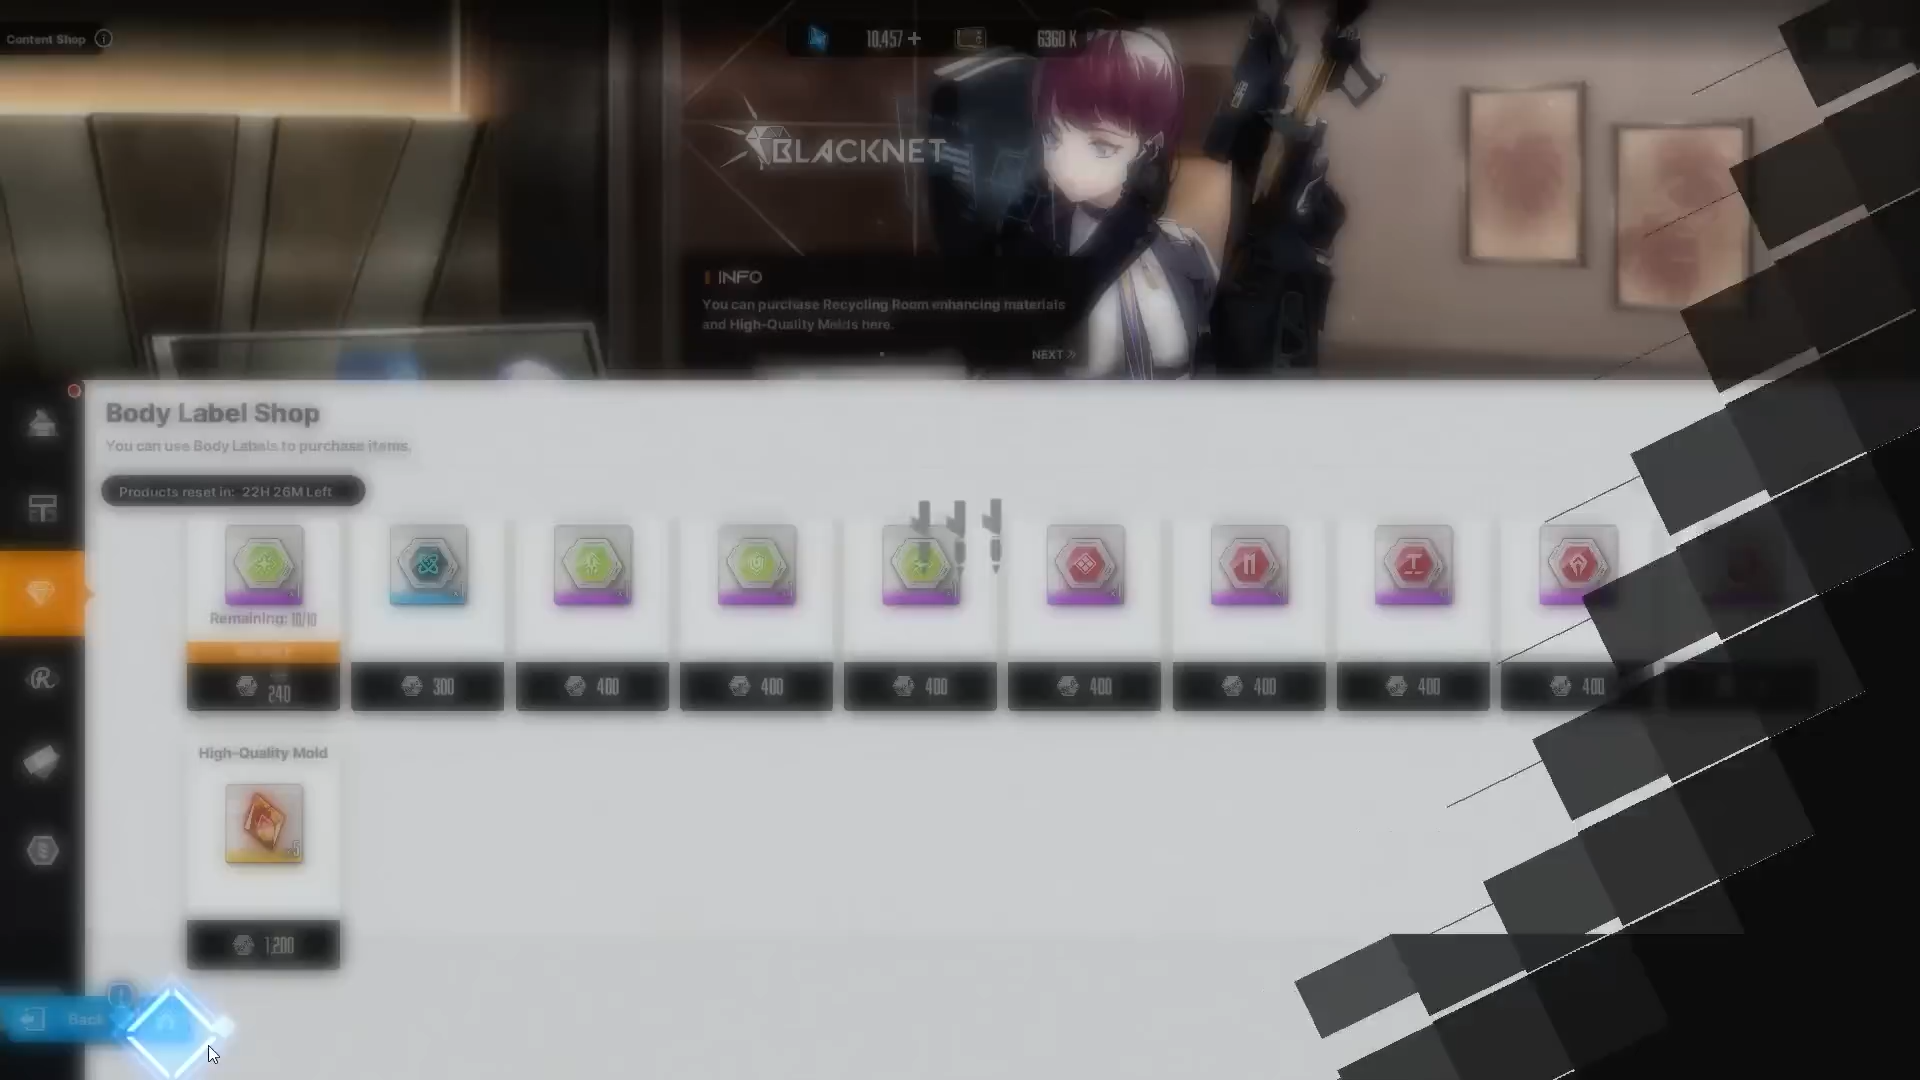 Content Shop
10,457 +
6360 K
BLACKNET
INFO
You can purchase Recycling Room enhancing materials
and High-Quality Molds here.
NEXT
Body Label Shop
You can use Body Labels to purchase items.
Products reset in: 22H 26M Left
Remaining: 10/10
240
300
400
400
400
400
400
400
400
High-Quality Mold
x5
1,200
Back